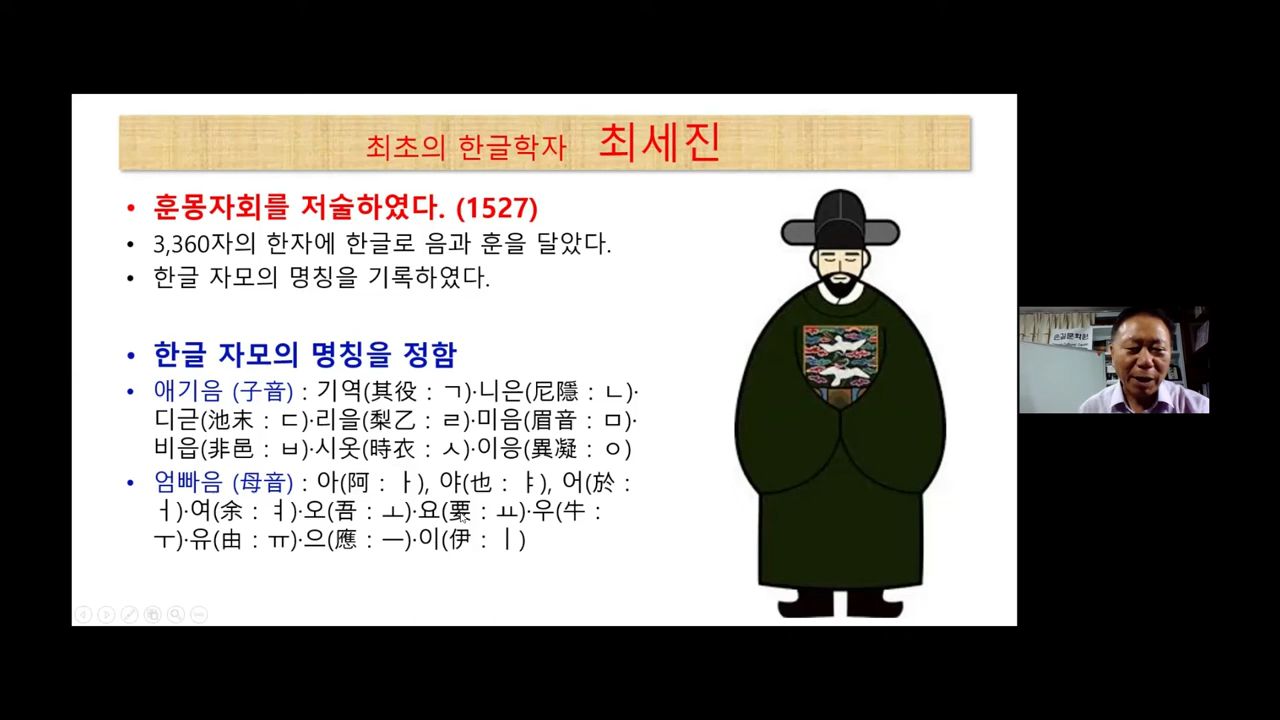 최초의 한글학자 최세진
• 훈몽자회를 저술하였다. (1527)
• 3,360자의 한자에 한글로 음과 훈을 달았다.
• 한글 자모의 명칭을 기록하였다.
• 한글 자모의 명칭을 정함
• 애기음 (子音) : 기역(其役 : ㄱ)·니은(尼隱 : ㄴ)·
디귿(池末 : ㄷ)·리을(梨乙 : ㄹ)·미음(眉音 : ㅁ)·
비읍(非邑 : ㅂ)·시옷(時衣 : ㅅ)·이응(異凝 : ㅇ)
• 엄빠음 (母音) : 아(阿 : ㅏ), 야(也 : ㅑ), 어(於 :
ㅓ)·여(余 : ㅕ)·오(吾 : ㅗ)·요(要 : ㅛ)·우(牛 :
ㅜ)·유(由 : ㅠ)·으(應 : ㅡ)·이(伊 : ㅣ)